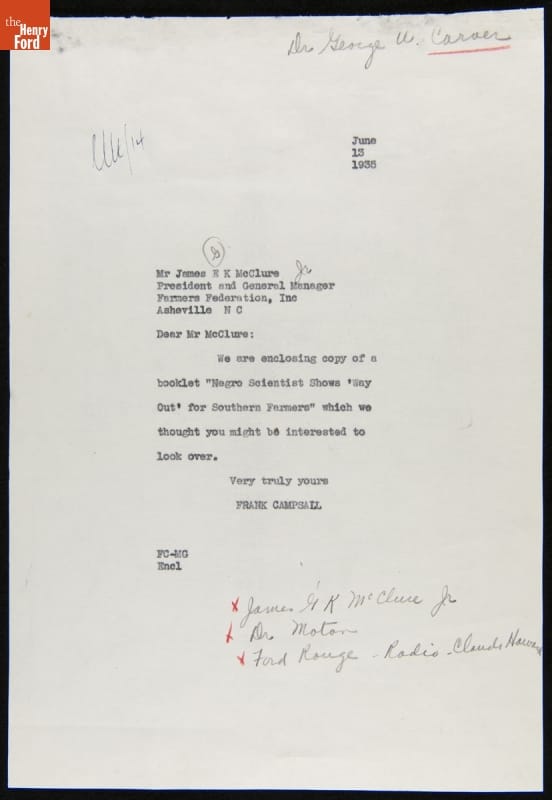 the
Henry
Ford
Dr George W. Carver
14
June
13
1935
G
Mr James E K McClure Jr
President and General Manager
Farmers Federation, Inc
Asheville N C
Dear Mr McClure:
We are enclosing copy of a
booklet "Negro Scientist Shows 'Way
Out' for Southern Farmers" which we
thought you might be interested to
look over.
Very truly yours
FRANK CAMPSALL
FC-MG
Encl
x James G K McClure Jr
x Dr Moton
x Ford Rouge - Radio - Claude Howard